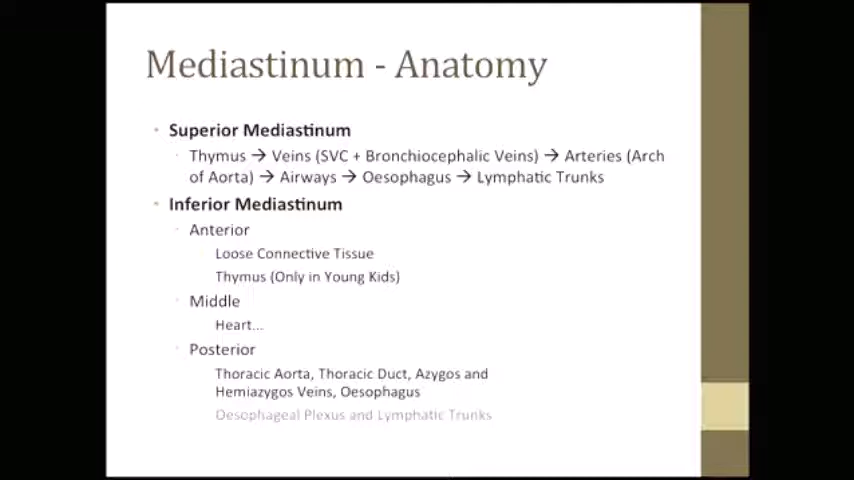 Mediastinum - Anatomy
Superior Mediastinum
Thymus → Veins (SVC + Bronchiocephalic Veins) → Arteries (Arch
of Aorta) → Airways → Oesophagus → Lymphatic Trunks
Inferior Mediastinum
Anterior
Loose Connective Tissue
Thymus (Only in Young Kids)
Middle
Heart...
Posterior
Thoracic Aorta, Thoracic Duct, Azygos and
Hemiazygos Veins, Oesophagus
Oesophageal Plexus and Lymphatic Trunks